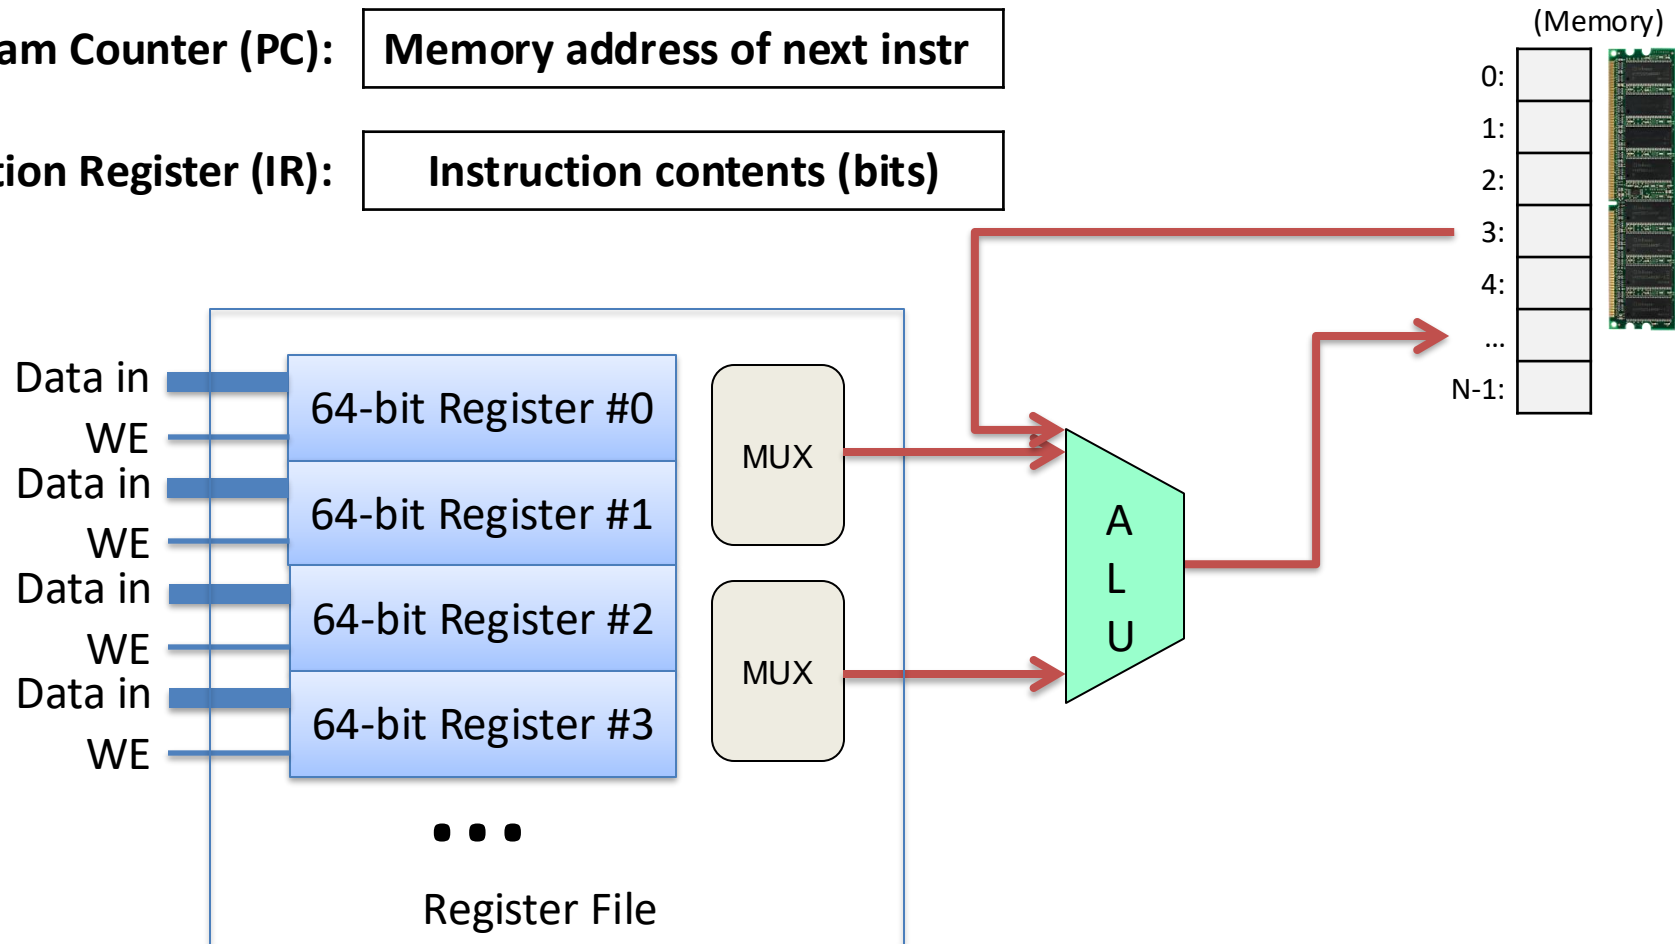 am Counter (PC):
Memory address of next instr
tion Register (IR):
Instruction contents (bits)
(Memory)
0:
1:
2:
3:
4:
...
N-1:
Data in
WE
Data in
WE
Data in
WE
Data in
WE
64-bit Register #0
64-bit Register #1
64-bit Register #2
64-bit Register #3
...
MUX
MUX
A
L
U
Register File